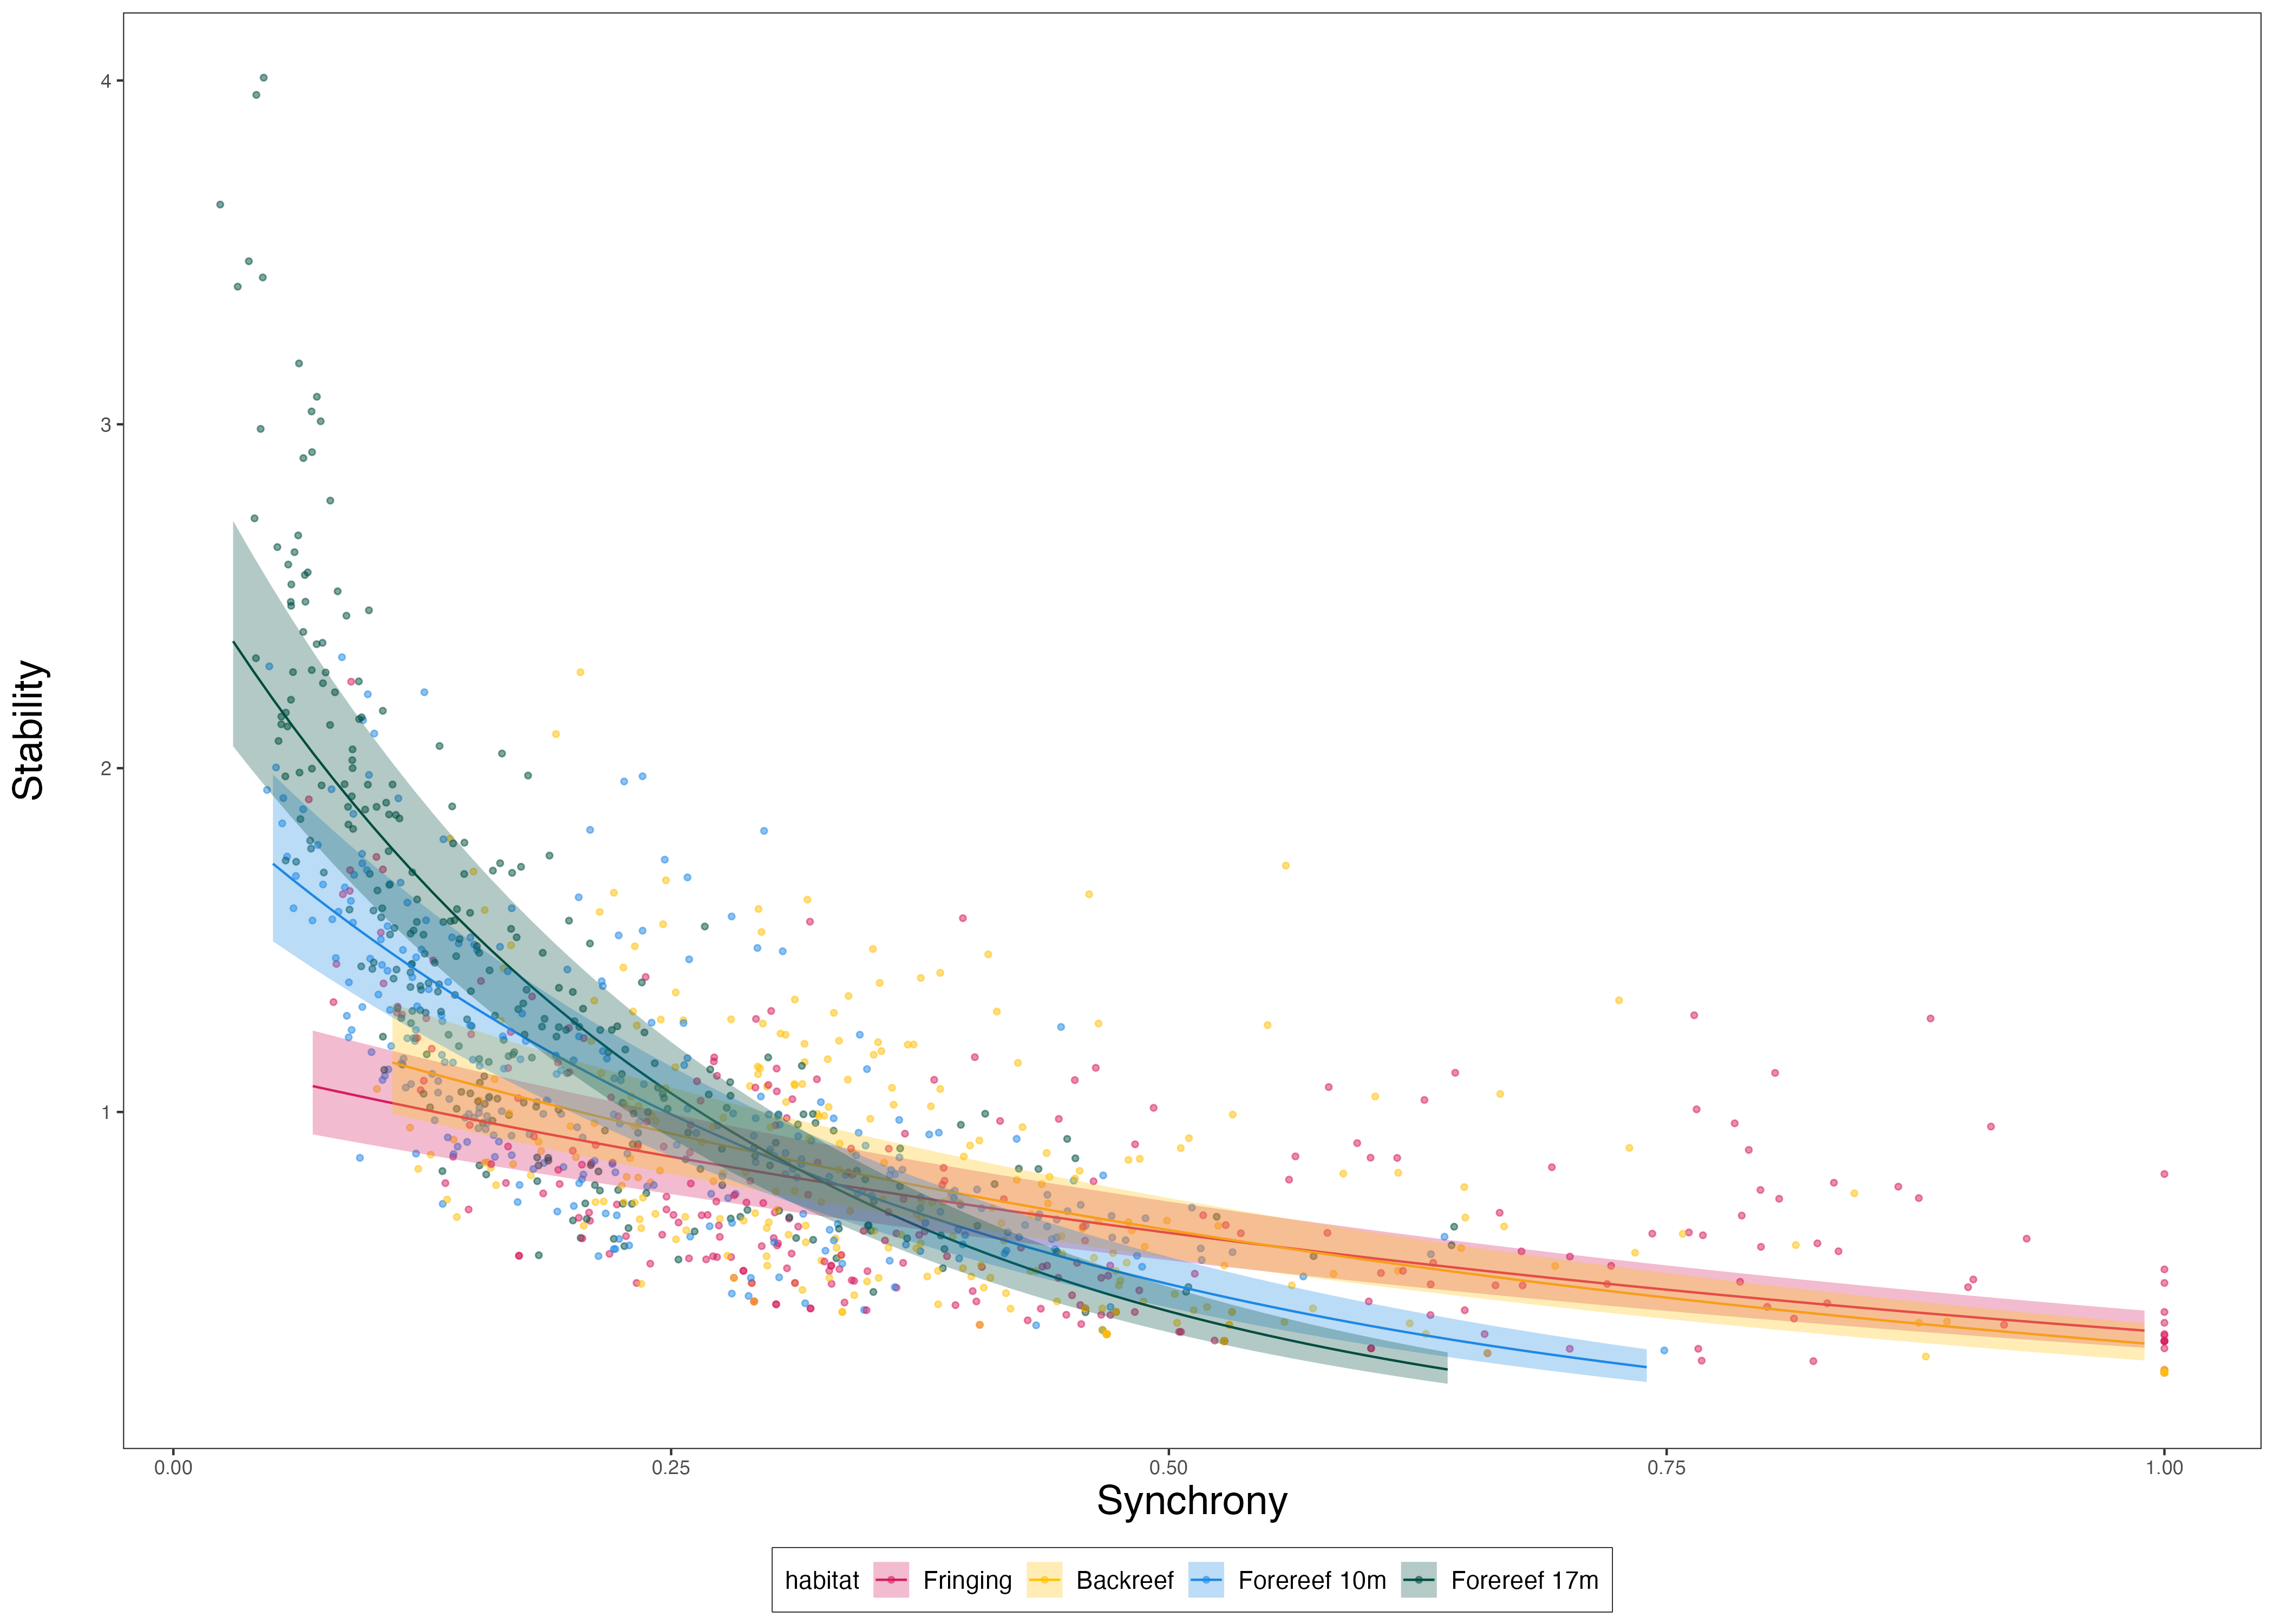 Stability
4
3
2
1
0.00 0.25 0.50 0.75 1.00
Synchrony
habitat Fringing Backreef Forereef 10m Forereef 17m